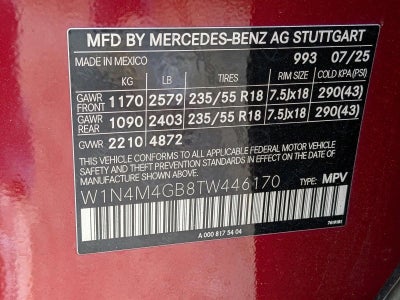 MFD BY MERCEDES-BENZ AG STUTTGART
MADE IN MEXICO 993 07/25
KG LB TIRES RIM SIZE COLD KPA(PSI)
GAWR FRONT 1170 2579 235/55 R18 7.5Jx18 290(43)
GAWR REAR 1090 2403 235/55 R18 7.5Jx18 290(43)
GVWR 2210 4872
THIS VEHICLE CONFORMS TO ALL APPLICABLE FEDERAL MOTOR VEHICLE
SAFETY, BUMPER, AND THEFT PREVENTION STANDARDS IN EFFECT ON THE
DATE OF MANUFACTURE SHOWN ABOVE.
W1N4M4GB8TW446170
TYPE: MPV
A 000 817 54 04